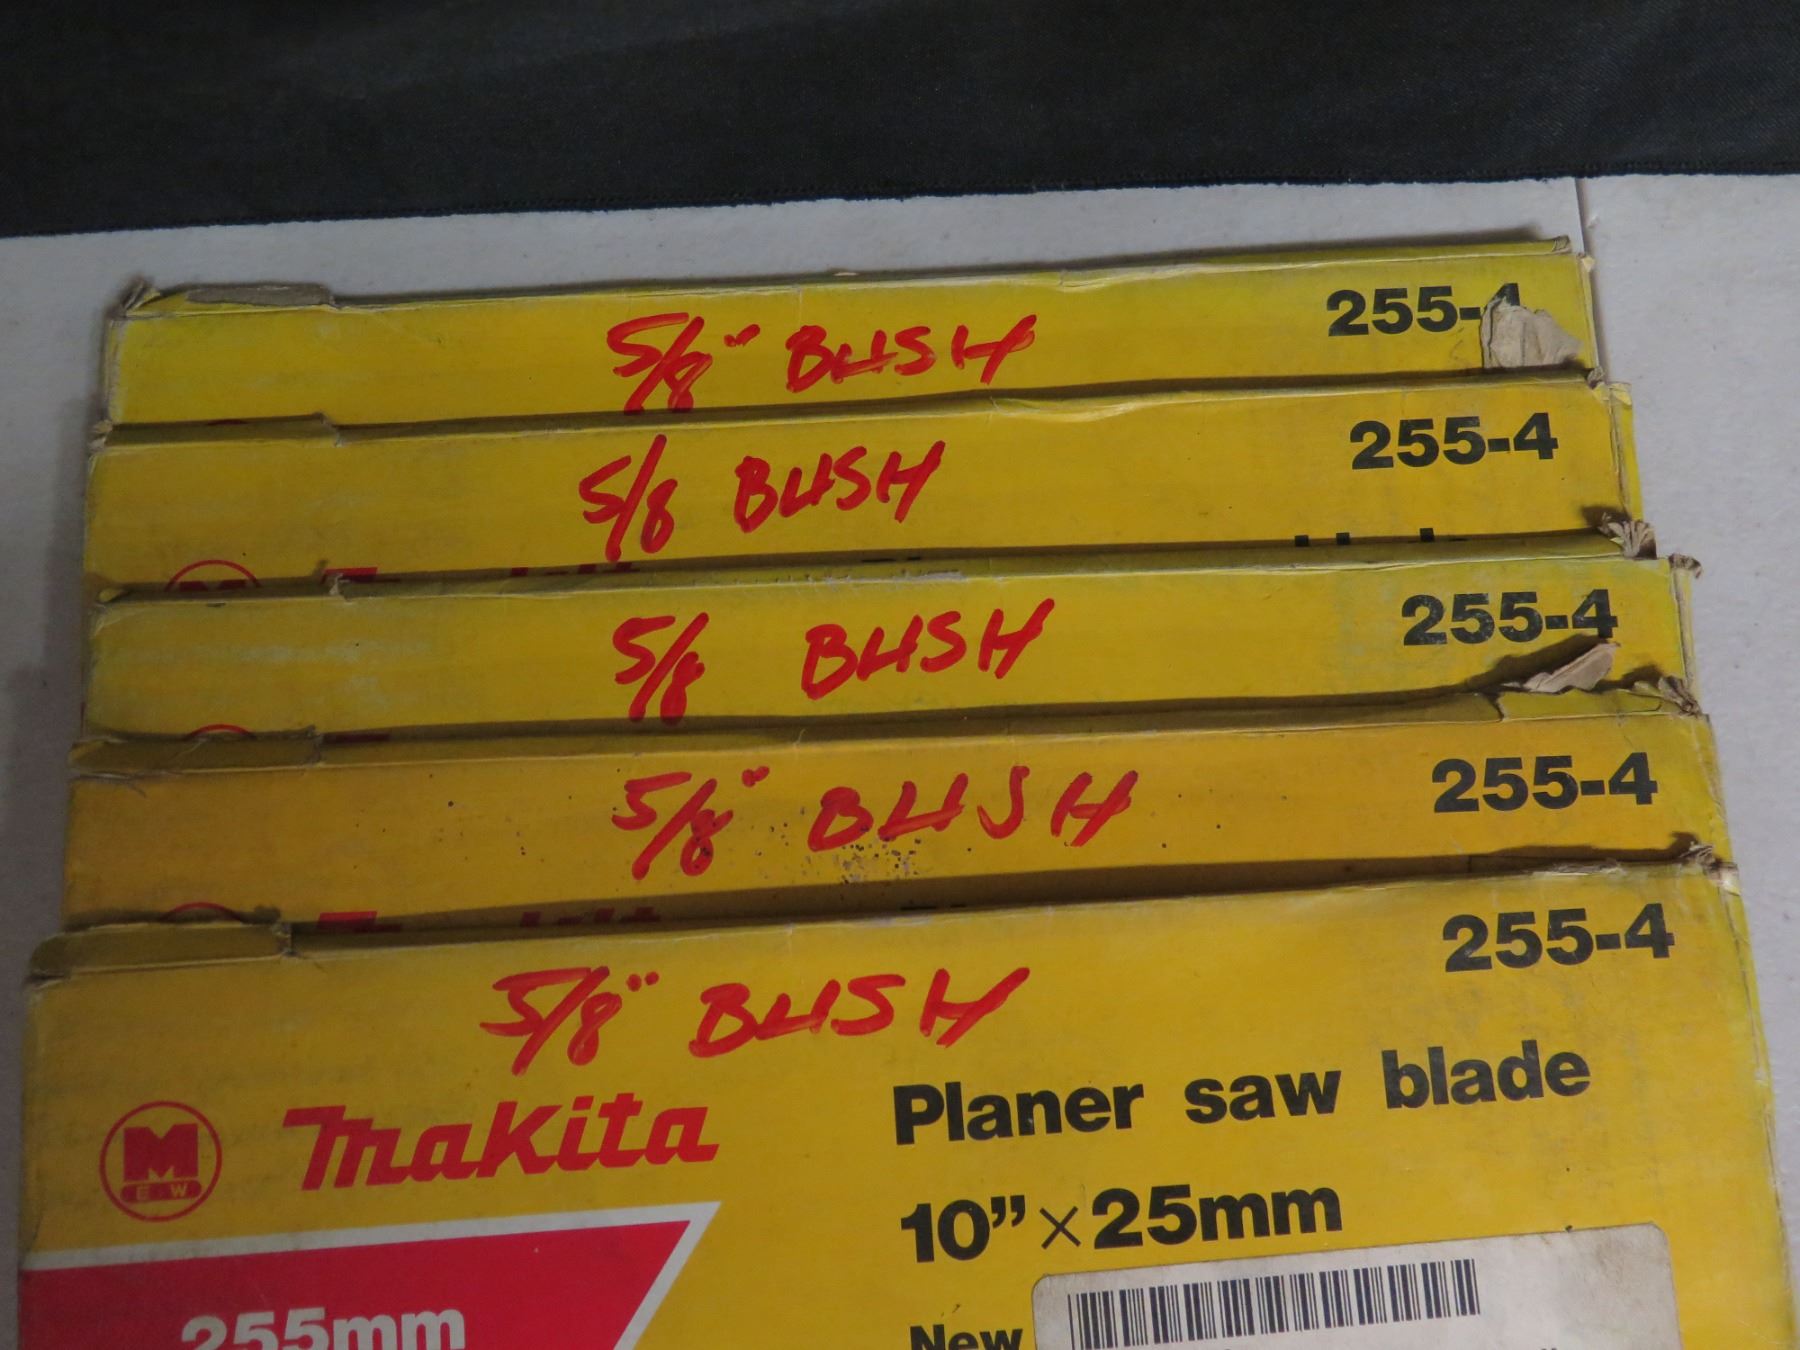 5/8" BUSH
255-4
5/8 BUSH
255-4
5/8 BUSH
255-4
5/8" BUSH
255-4
5/8" BUSH
255-4
M
E W
makita
Planer saw blade
10”×25mm
255mm
New